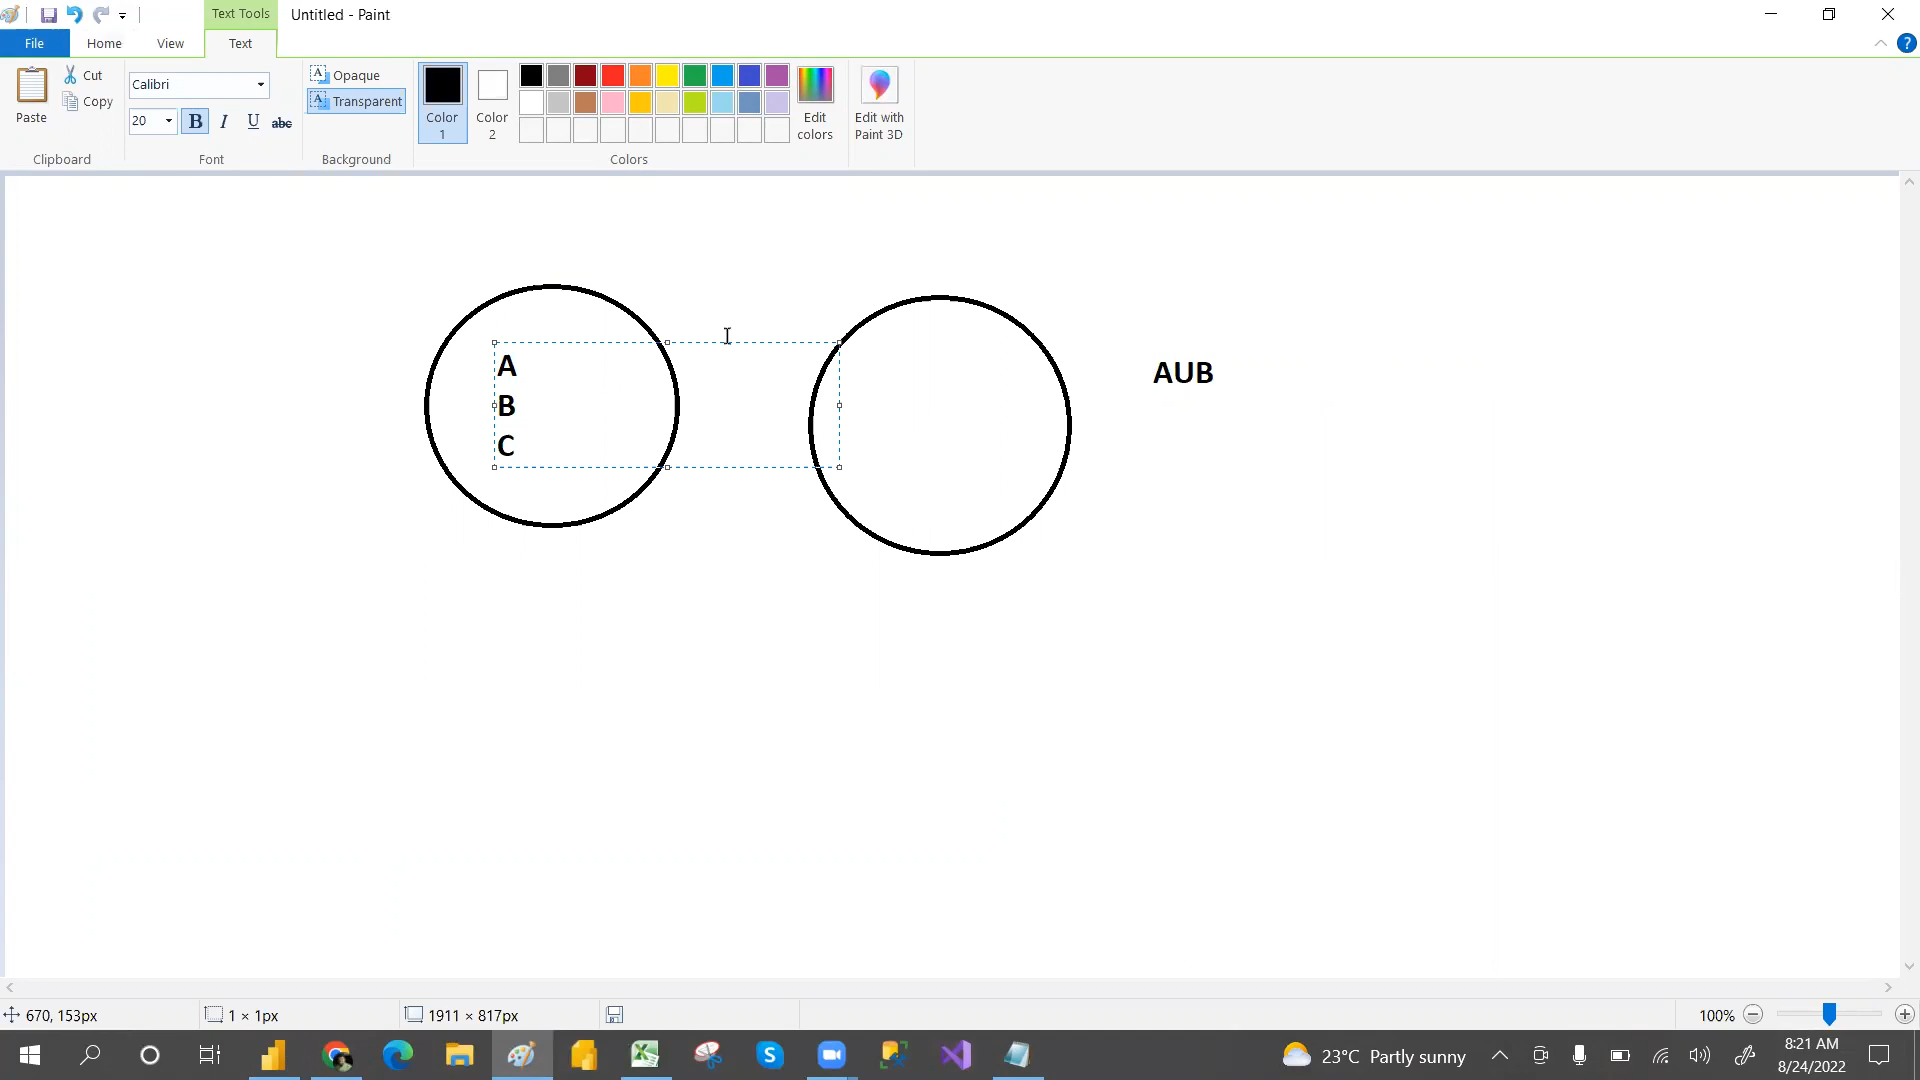 Text Tools
Untitled - Paint
File
Home
View
Text
Paste
Cut
Copy
Clipboard
Calibri
20
B I U abc
Font
Opaque
Transparent
Background
Color 1
Color 2
Edit colors
Colors
Edit with Paint 3D
A
B
C
AUB
670, 153px
1 × 1px
1911 × 817px
100%
23°C Partly sunny
8:21 AM
8/24/2022